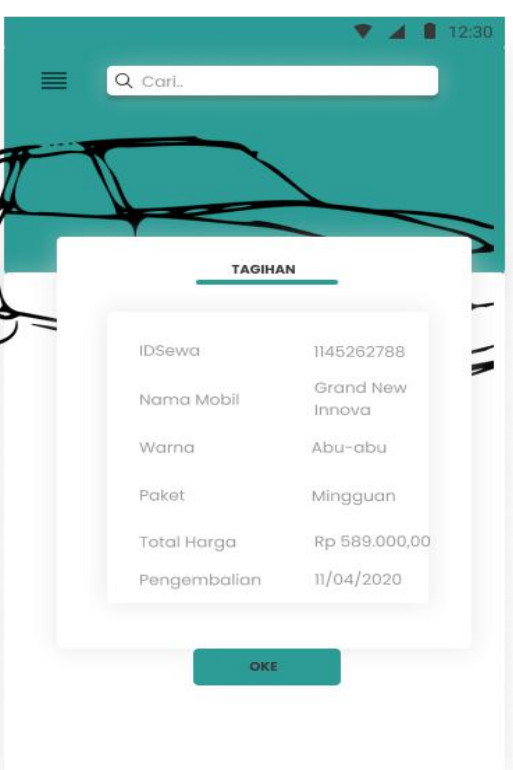 12:30
Cari..
TAGIHAN
IDSewa 1145262788
Nama Mobil Grand New
Innova
Warna Abu-abu
Paket Mingguan
Total Harga Rp 589.000,00
Pengembalian 11/04/2020
OKE